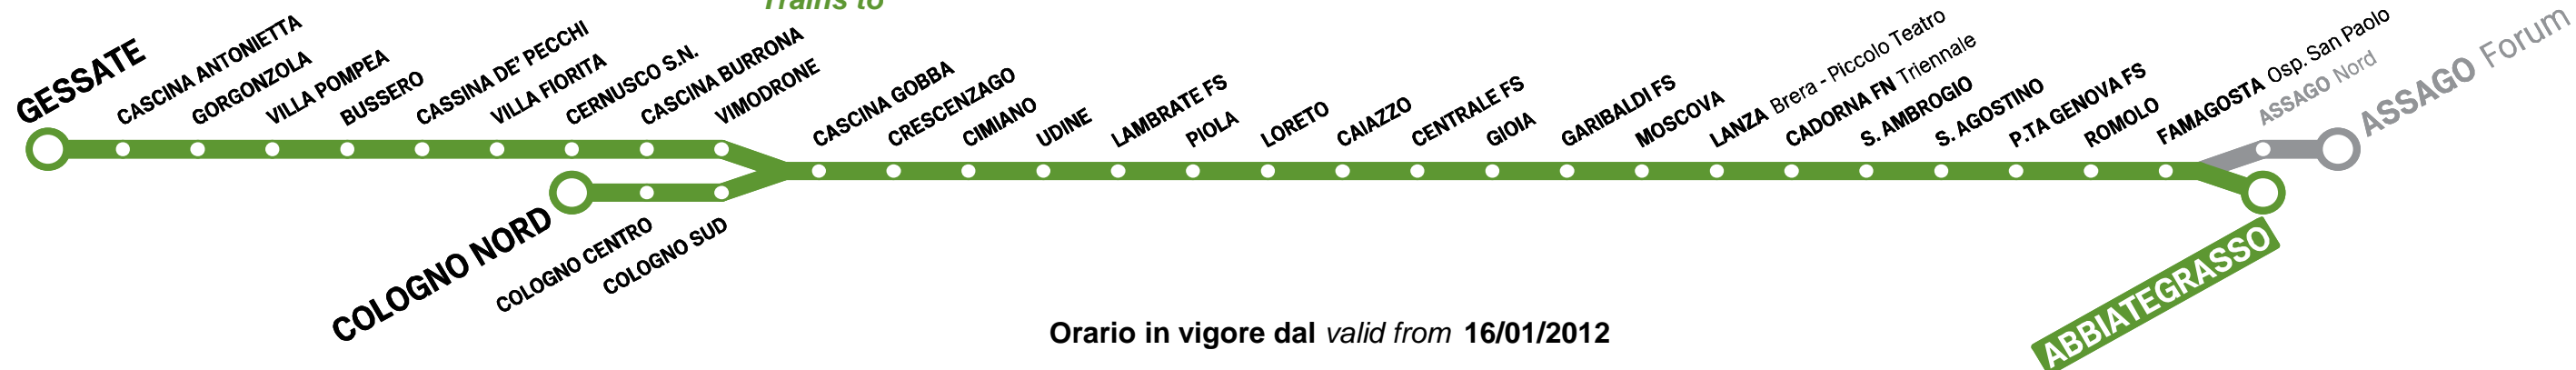 Trains to
GESSATE
CASCINA ANTONIETTA
GORGONZOLA
VILLA POMPEA
BUSSERO
CASSINA DE' PECCHI
VILLA FIORITA
CERNUSCO S.N.
CASCINA BURRONA
VIMODRONE
CASCINA GOBBA
CRESCENZAGO
CIMIANO
UDINE
LAMBRATE FS
PIOLA
LORETO
CAIAZZO
CENTRALE FS
GIOIA
GARIBALDI FS
MOSCOVA
LANZA Brera - Piccolo Teatro
CADORNA FN Triennale
S. AMBROGIO
S. AGOSTINO
P.TA GENOVA FS
ROMOLO
FAMAGOSTA Osp. San Paolo
ASSAGO Nord
ASSAGO Forum
COLOGNO NORD
COLOGNO CENTRO
COLOGNO SUD
ABBIATEGRASSO
Orario in vigore dal valid from 16/01/2012